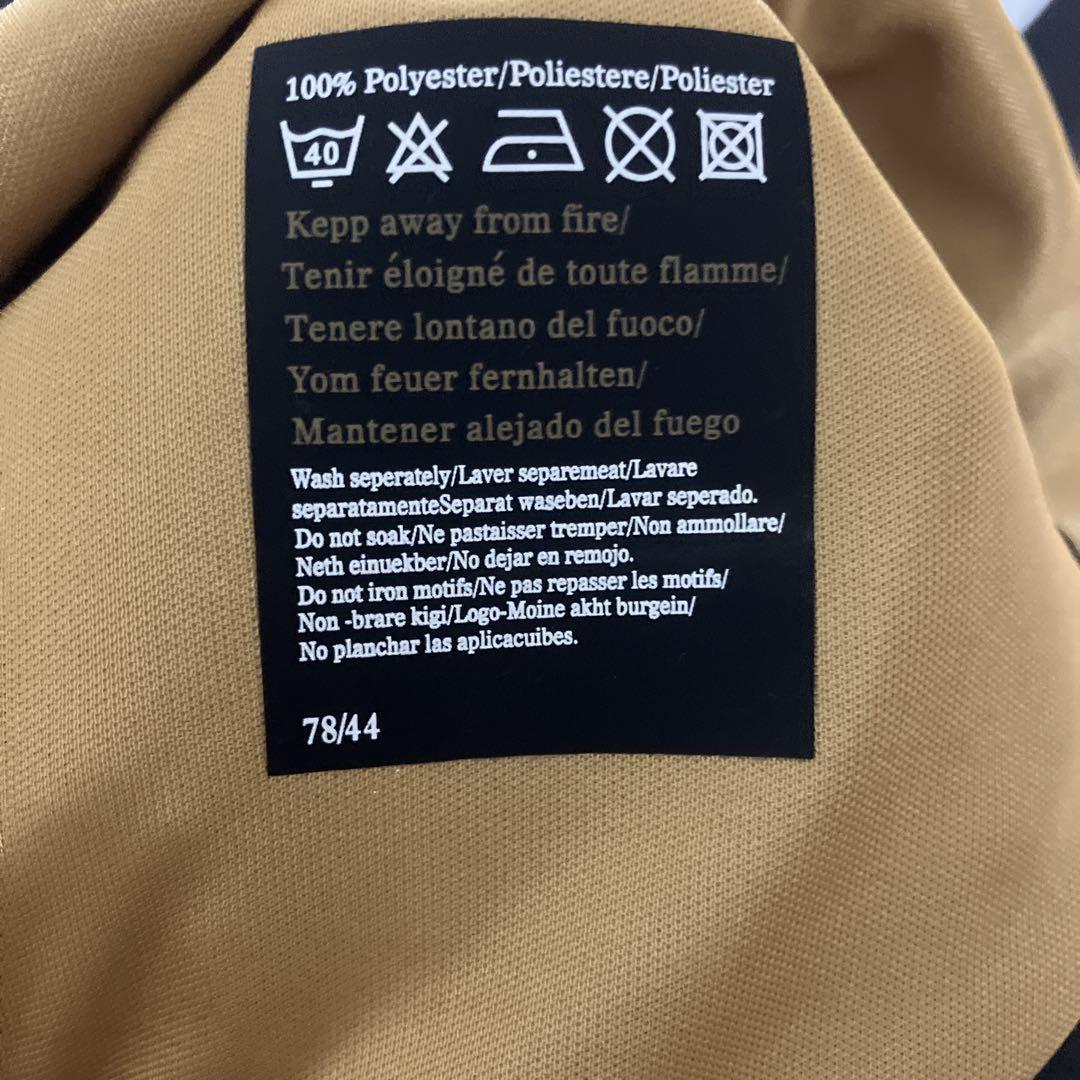 100% Polyester/Poliestere/Poliester
40
Kepp away from fire/
Tenir éloigné de toute flamme/
Tenere lontano del fuoco/
Yom feuer fernhalten/
Mantener alejado del fuego
Wash seperately/Laver separemeat/Lavare
separatamenteSeparat waseben/Lavar seperado.
Do not soak/Ne pastaisser tremper/Non ammollare/
Neth einuekber/No dejar en remojo.
Do not iron motifs/Ne pas repasser les motifs/
Non -brare kigi/Logo-Moine akht burgein/
No planchar las aplicacuibes.
78/44